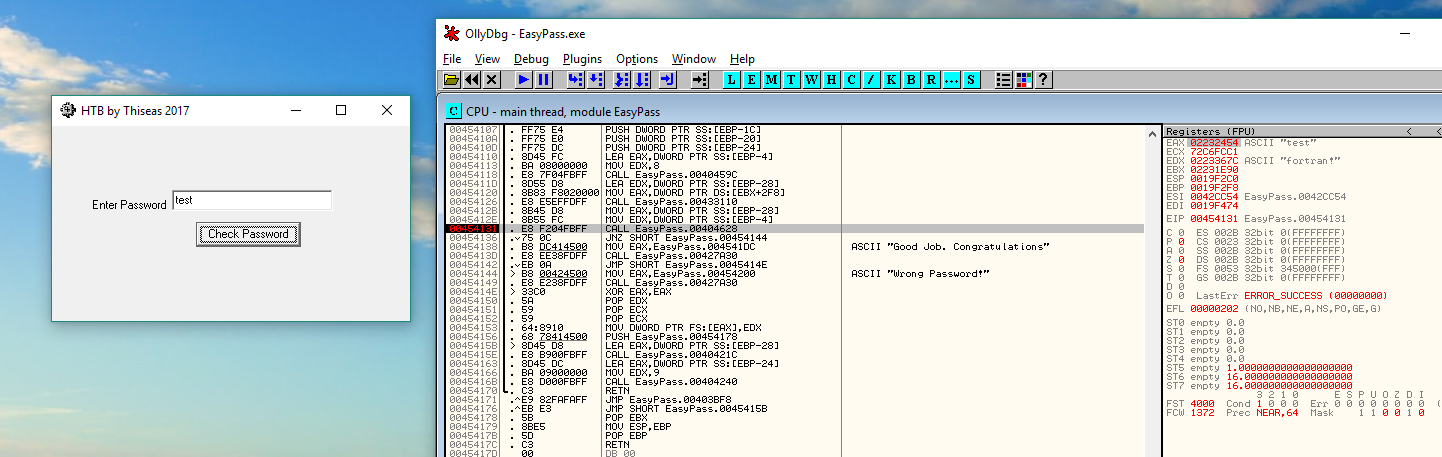 HTB by Thiseas 2017
Enter Password test
Check Password
OllyDbg - EasyPass.exe
File View Debug Plugins Options Window Help
L E M T W H C / K B R ... S ?
C CPU - main thread, module EasyPass
00454107 . FF75 E4 PUSH DWORD PTR SS:[EBP-1C]
0045410A . FF75 E0 PUSH DWORD PTR SS:[EBP-20]
0045410D . FF75 DC PUSH DWORD PTR SS:[EBP-24]
00454110 . 8D45 FC LEA EAX,DWORD PTR SS:[EBP-4]
00454113 . BA 08000000 MOV EDX,8
00454118 . E8 7F04FBFF CALL EasyPass.0040459C
0045411D . 8D55 D8 LEA EDX,DWORD PTR SS:[EBP-28]
00454120 . 8B83 F8020000 MOV EAX,DWORD PTR DS:[EBX+2F8]
00454126 . E8 E5EFFDFF CALL EasyPass.00433110
0045412B . 8B45 D8 MOV EAX,DWORD PTR SS:[EBP-28]
0045412E . 8B55 FC MOV EDX,DWORD PTR SS:[EBP-4]
00454131 . E8 F204FBFF CALL EasyPass.00404628
00454136 .v75 0C JNZ SHORT EasyPass.00454144
00454138 . B8 DC414500 MOV EAX,EasyPass.004541DC ASCII "Good Job. Congratulations"
0045413D . E8 EE38FDFF CALL EasyPass.00427A30
00454142 .vEB 0A JMP SHORT EasyPass.0045414E
00454144 > B8 00424500 MOV EAX,EasyPass.00454200 ASCII "Wrong Password!"
00454149 . E8 E238FDFF CALL EasyPass.00427A30
0045414E > 33C0 XOR EAX,EAX
00454150 . 5A POP EDX
00454151 . 59 POP ECX
00454152 . 59 POP ECX
00454153 . 64:8910 MOV DWORD PTR FS:[EAX],EDX
00454156 . 68 78414500 PUSH EasyPass.00454178
0045415B > 8D45 D8 LEA EAX,DWORD PTR SS:[EBP-28]
0045415E . E8 B900FBFF CALL EasyPass.0040421C
00454163 . 8D45 DC LEA EAX,DWORD PTR SS:[EBP-24]
00454166 . BA 09000000 MOV EDX,9
0045416B . E8 D000FBFF CALL EasyPass.00404240
00454170 . C3 RETN
00454171 .^E9 82FAFAFF JMP EasyPass.00403BF8
00454176 .^EB E3 JMP SHORT EasyPass.0045415B
00454178 . 5B POP EBX
00454179 . 8BE5 MOV ESP,EBP
0045417B . 5D POP EBP
0045417C . C3 RETN
0045417D 00 DB 00
Registers (FPU) < <
EAX 02232454 ASCII "test"
ECX 72C6FCC1
EDX 0223367C ASCII "fortran!"
EBX 02231E90
ESP 0019F2C0
EBP 0019F2F8
ESI 0042CC54 EasyPass.0042CC54
EDI 0019F474
EIP 00454131 EasyPass.00454131
C 0 ES 002B 32bit 0(FFFFFFFF)
P 0 CS 0023 32bit 0(FFFFFFFF)
A 0 SS 002B 32bit 0(FFFFFFFF)
Z 0 DS 002B 32bit 0(FFFFFFFF)
S 0 FS 0053 32bit 345000(FFF)
T 0 GS 002B 32bit 0(FFFFFFFF)
D 0
O 0 LastErr ERROR_SUCCESS (00000000)
EFL 00000202 (NO,NB,NE,A,NS,PO,GE,G)
ST0 empty 0.0
ST1 empty 0.0
ST2 empty 0.0
ST3 empty 0.0
ST4 empty 0.0
ST5 empty 1.0000000000000000000
ST6 empty 16.000000000000000000
ST7 empty 16.000000000000000000
3 2 1 0 E S P U O Z D I
FST 4000 Cond 1 0 0 0 Err 0 0 0 0 0 0 0 0 (
FCW 1372 Prec NEAR,64 Mask 1 1 0 0 1 0